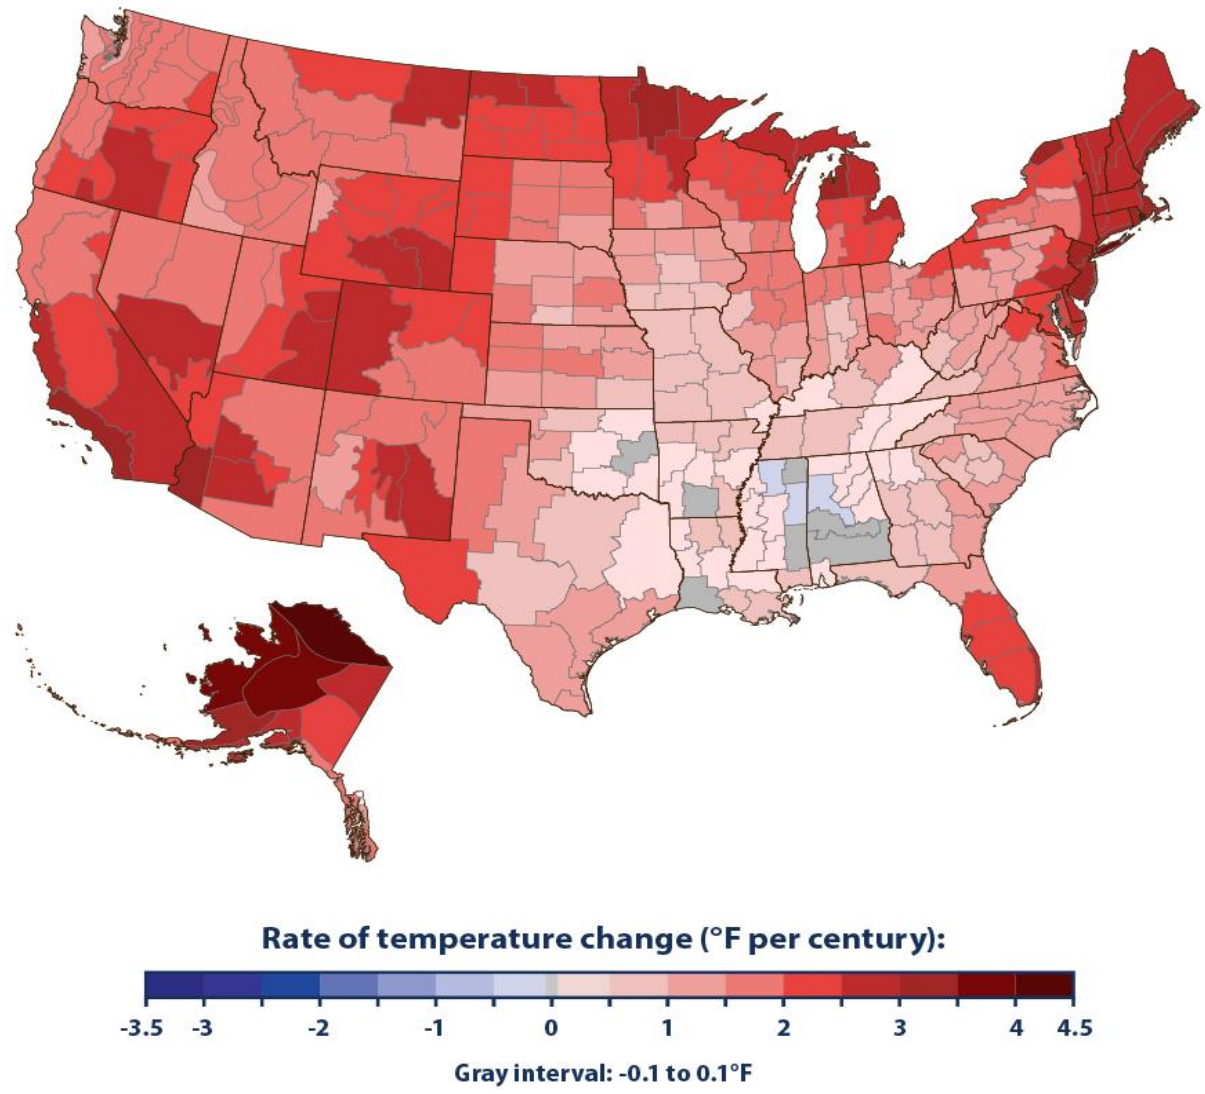 Rate of temperature change (°F per century):
-3.5 -3 -2 -1 0 1 2 3 4 4.5
Gray interval: -0.1 to 0.1°F